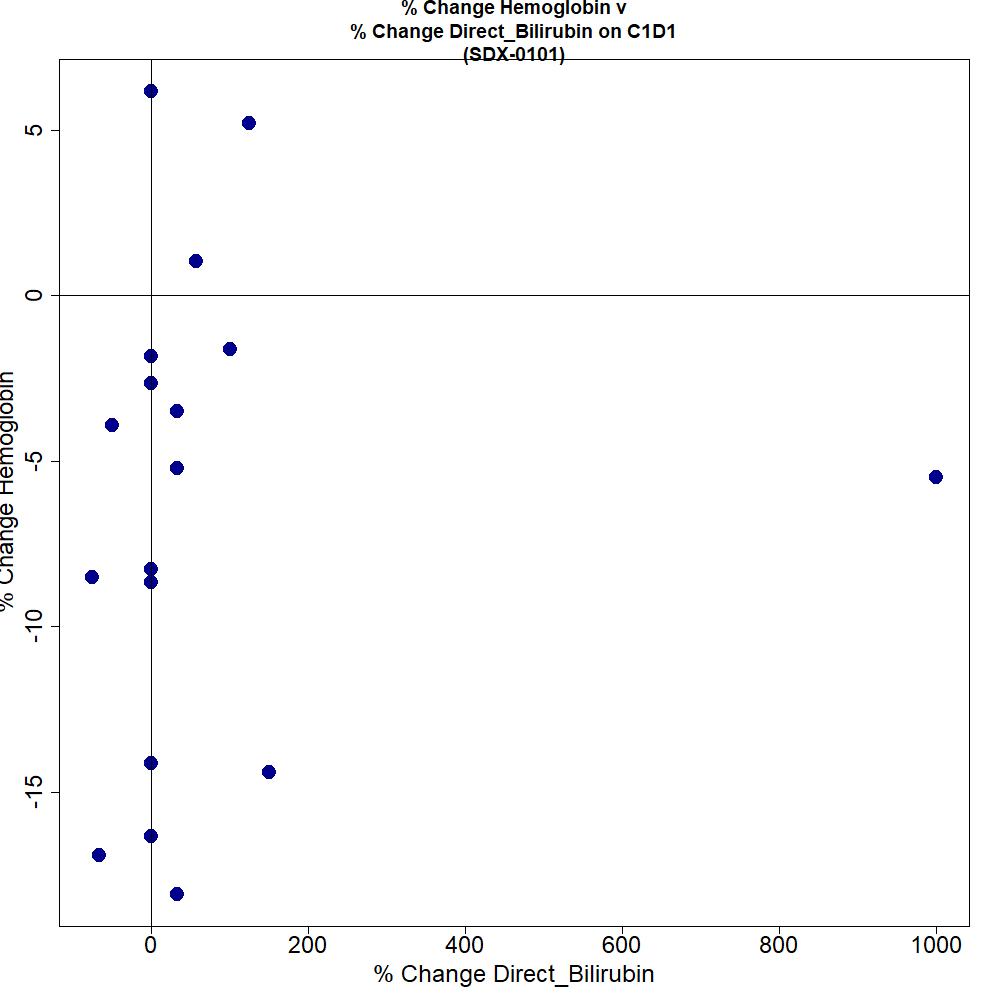 % Change Hemoglobin v
% Change Direct_Bilirubin on C1D1
(SDX-0101)
5
0
-5
-10
-15
% Change Hemoglobin
0 200 400 600 800 1000
% Change Direct_Bilirubin